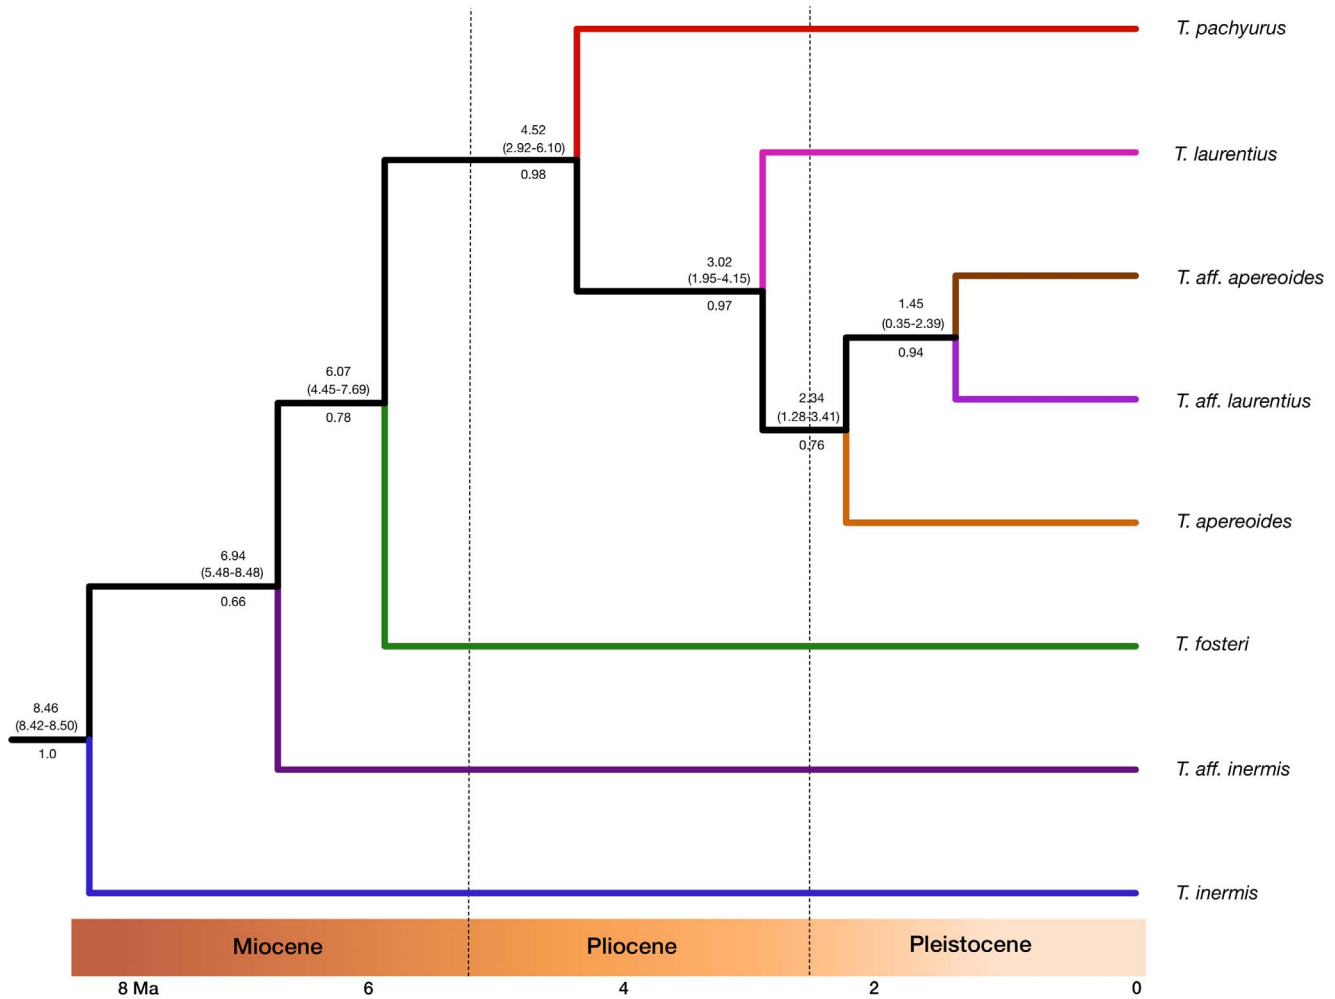 T. pachyurus
4.52
(2.92-6.10)
0.98
T. laurentius
3.02
(1.95-4.15)
0.97
T. aff. apereoides
1.45
(0.35-2.39)
0.94
6.07
(4.45-7.69)
0.78
2.34
(1.28-3.41)
0.76
T. aff. laurentius
T. apereoides
6.94
(5.48-8.48)
0.66
T. fosteri
8.46
(8.42-8.50)
1.0
T. aff. inermis
T. inermis
Miocene Pliocene Pleistocene
8 Ma 6 4 2 0